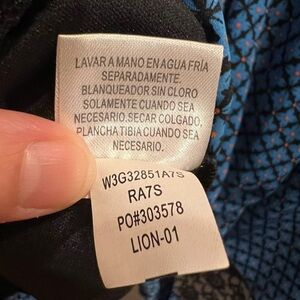 LAVAR A MANO EN AGUA FRÍA
SEPARADAMENTE.
BLANQUEADOR SIN CLORO
SOLAMENTE CUANDO SEA
NECESARIO.SECAR COLGADO.
PLANCHA TIBIA CUANDO SEA
NECESARIO.
W3G32851A7S
RA7S
PO#303578
LION-01